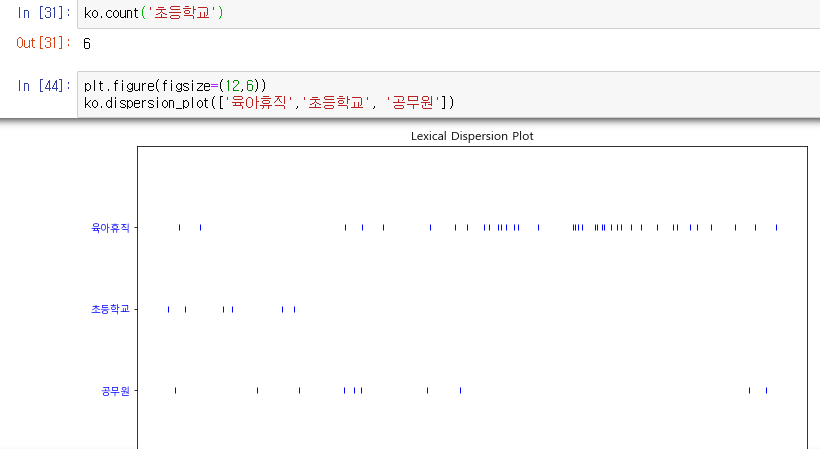 In [31]: ko.count('초등학교')
Out[31]: 6
In [44]: plt.figure(figsize=(12,6))
ko.dispersion_plot(['육아휴직','초등학교', '공무원'])
Lexical Dispersion Plot
육아휴직
초등학교
공무원